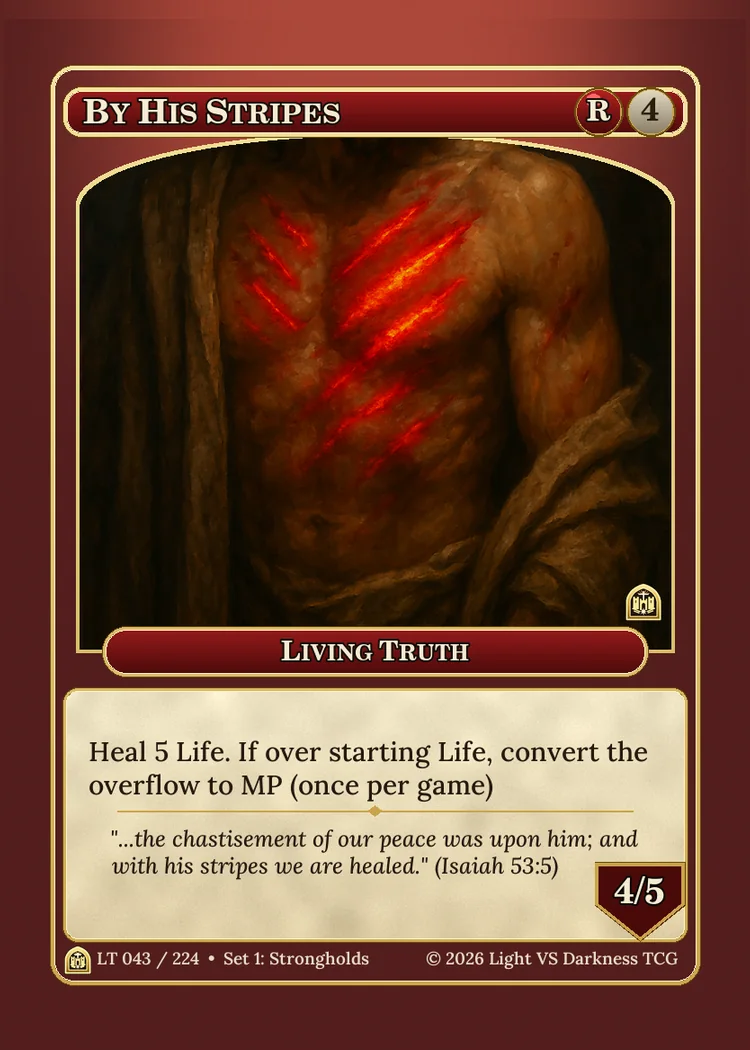 By His Stripes
R 4
Living Truth
Heal 5 Life. If over starting Life, convert the
overflow to MP (once per game)
"...the chastisement of our peace was upon him; and
with his stripes we are healed." (Isaiah 53:5)
4/5
LT 043 / 224 • Set 1: Strongholds
© 2026 Light VS Darkness TCG